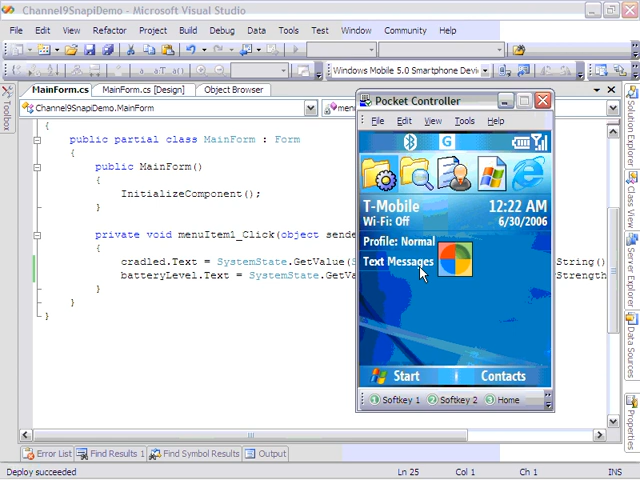 Channel9SnapiDemo - Microsoft Visual Studio
File Edit View Refactor Project Build Debug Data Tools Test Window Community Help
Windows Mobile 5.0 Smartphone Devi
MainForm.cs MainForm.cs [Design] Object Browser
Channel9SnapiDemo.MainForm
menu
{
public partial class MainForm : Form
{
public MainForm()
{
InitializeComponent();
}
private void menuItem1_Click(object sende
{
cradled.Text = SystemState.GetValue(S
String()
batteryLevel.Text = SystemState.GetVa
Strength
}
}
}
Pocket Controller
File Edit View Tools Help
G
T-Mobile 12:22 AM
Wi-Fi: Off 6/30/2006
Profile: Normal
Text Messages
Start Contacts
1 Softkey 1 2 Softkey 2 3 Home
Toolbox
Solution Explorer
Class View
Server Explorer
Data Sources
Properties
Error List Find Results 1 Find Symbol Results Output
Deploy succeeded Ln 25 Col 1 Ch 1 INS